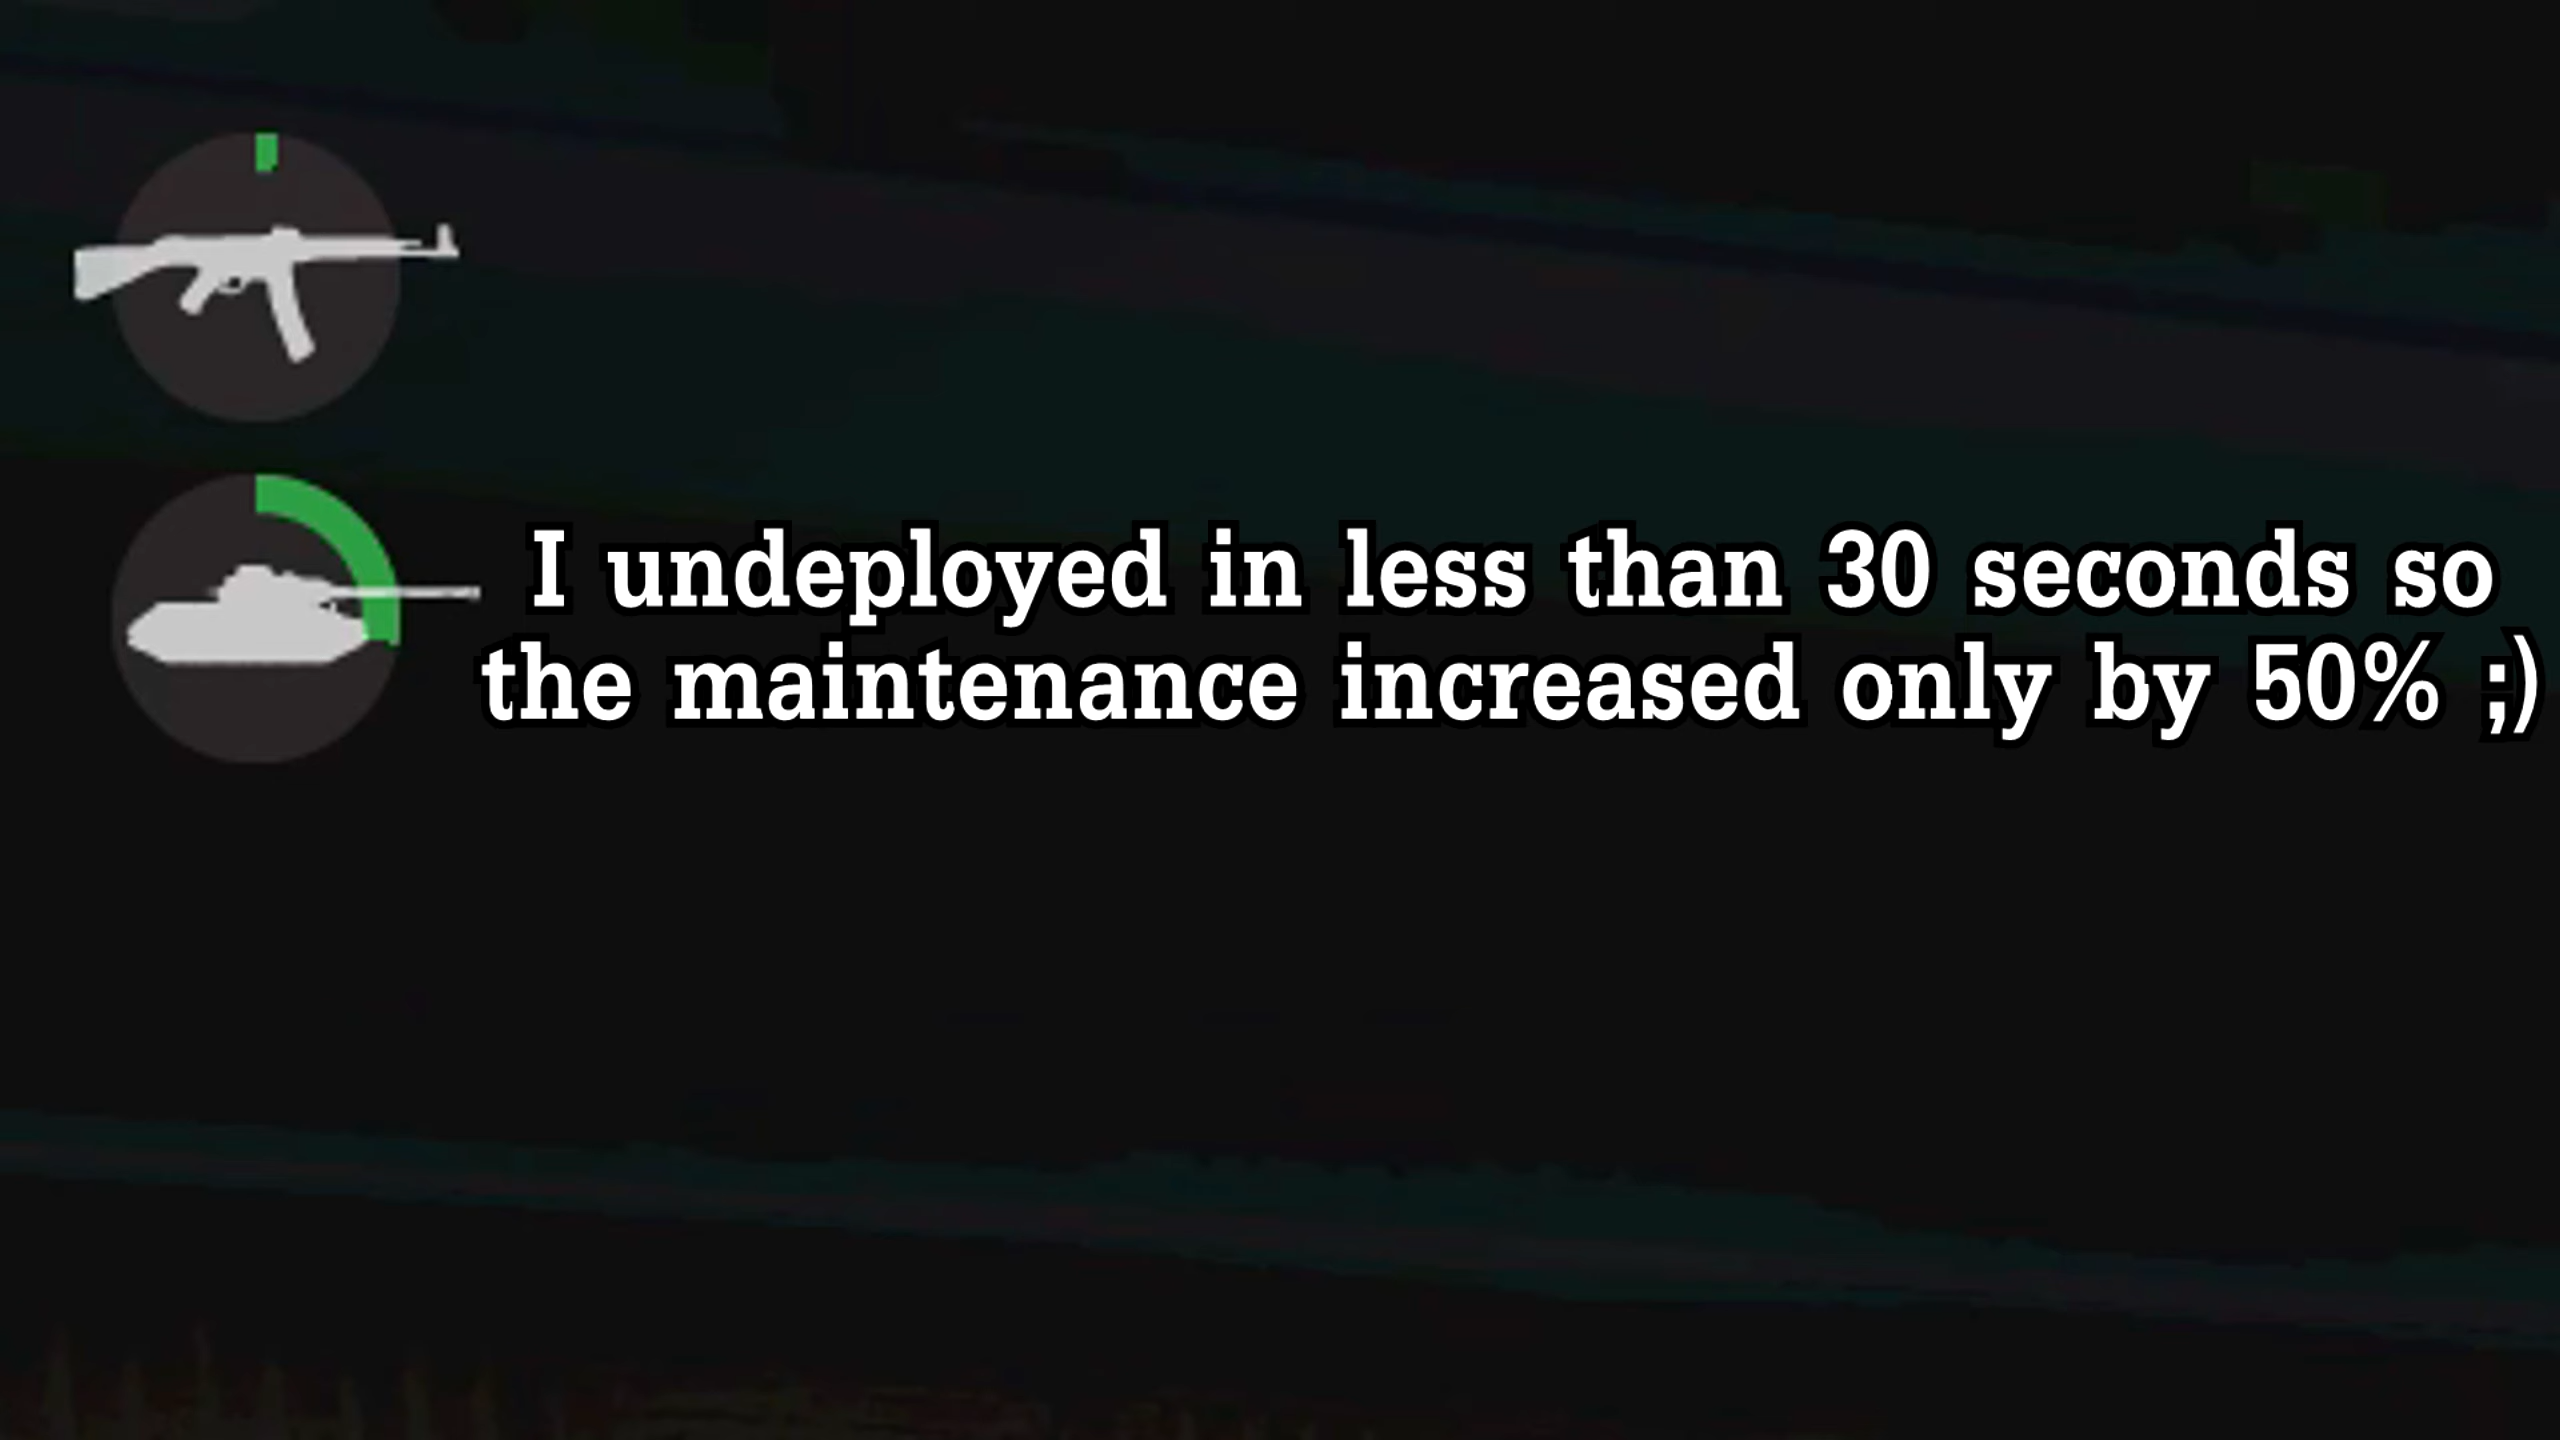 I undeployed in less than 30 seconds so
the maintenance increased only by 50% ;)